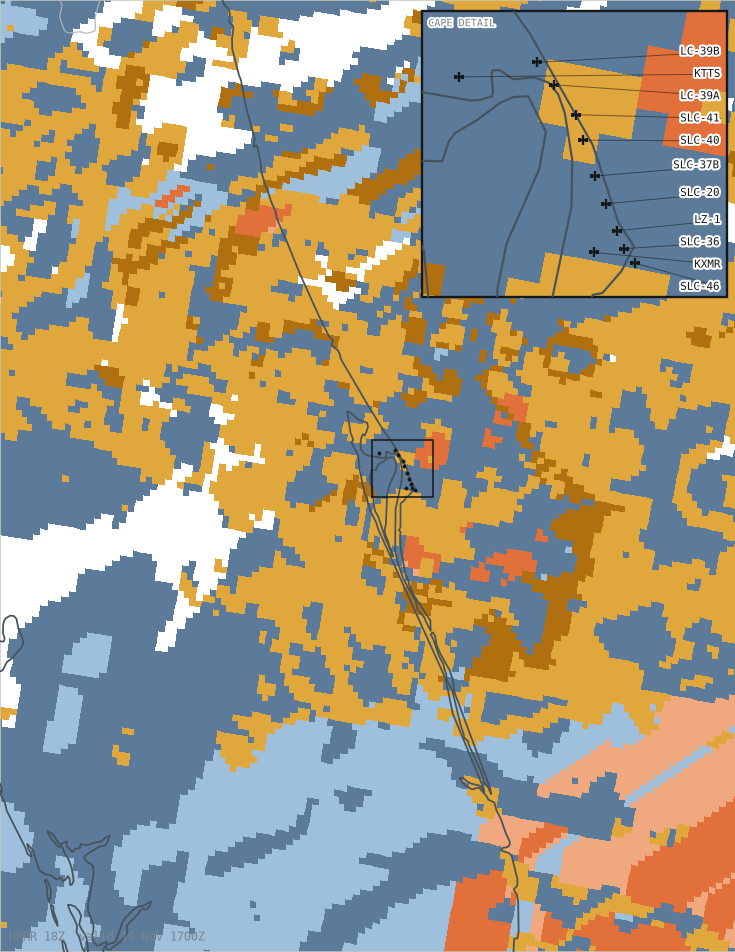 CAPE DETAIL
LC-39B
KTTS
LC-39A
SLC-41
SLC-40
SLC-37B
SLC-20
LZ-1
SLC-36
KXMR
SLC-46
18Z
Nov 1700Z